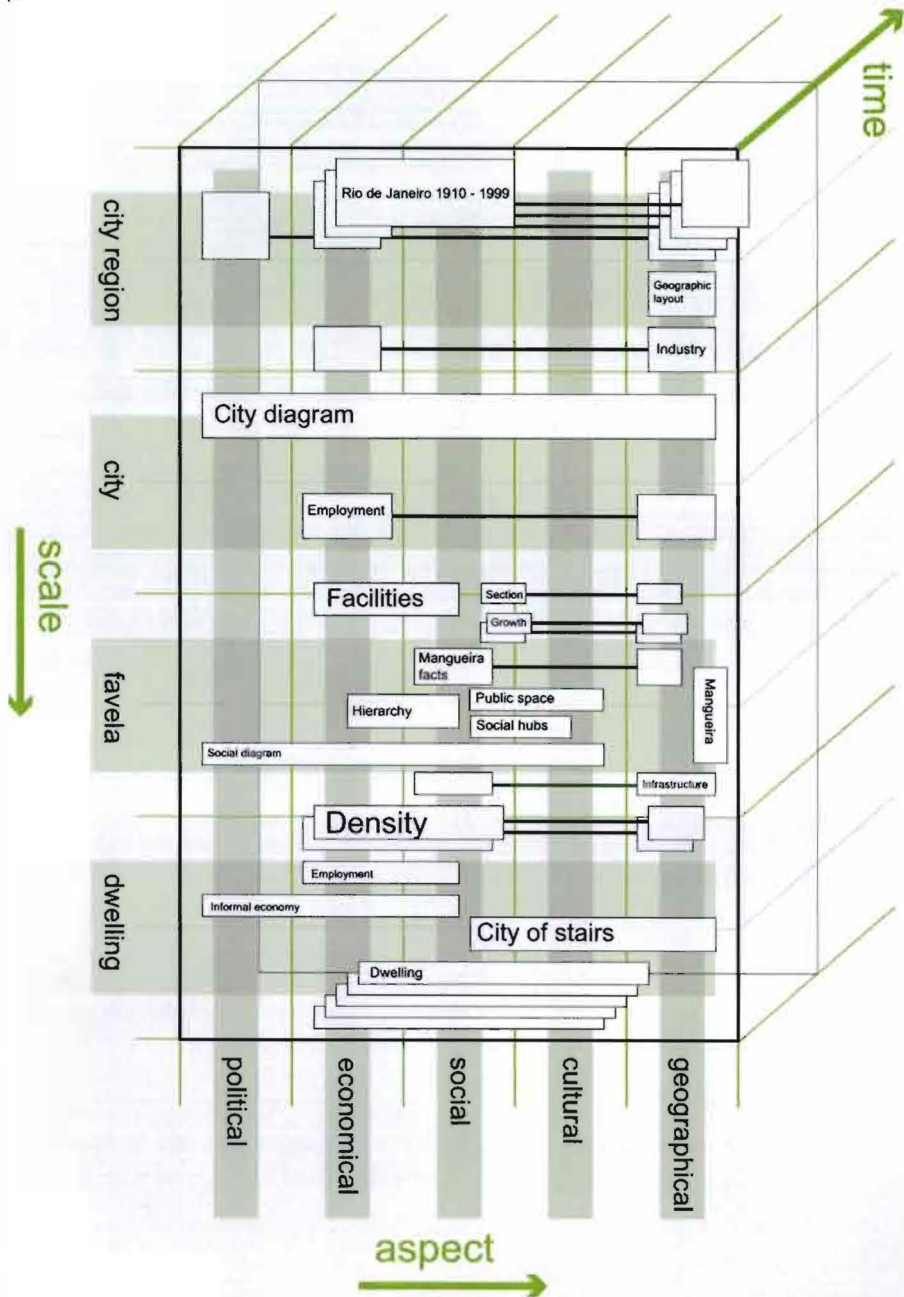 time
Rio de Janeiro 1910 - 1999
city region
Geographic
layout
Industry
City diagram
city
Employment
scale
Facilities
Section
Growth
Mangueira
facts
favela
Public space
Hierarchy
Social hubs
Mangueira
Social diagram
Infrastructure
Density
dwelling
Employment
Informal economy
City of stairs
Dwelling
political
economical
social
cultural
geographical
aspect